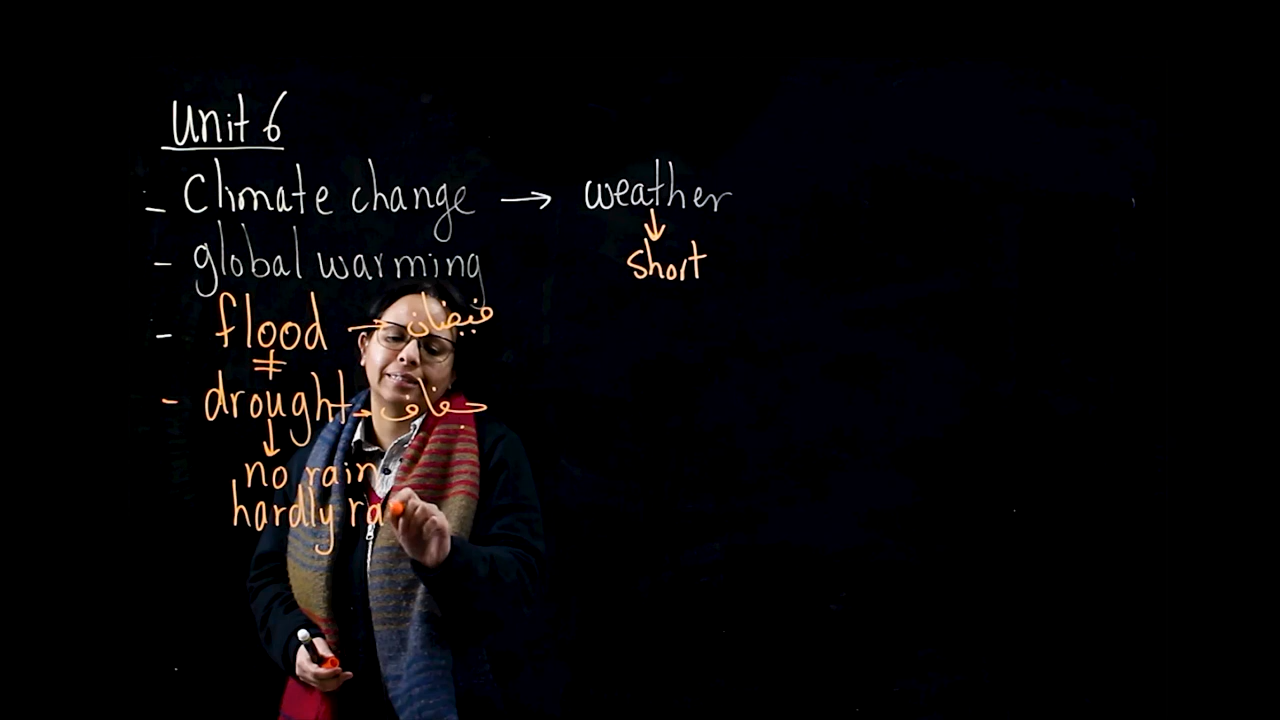 Unit 6
- Climate change → weather
↓
- global warming short
- flood → فيضان
≠
- drought → جفاف
↓
no rain
hardly ra